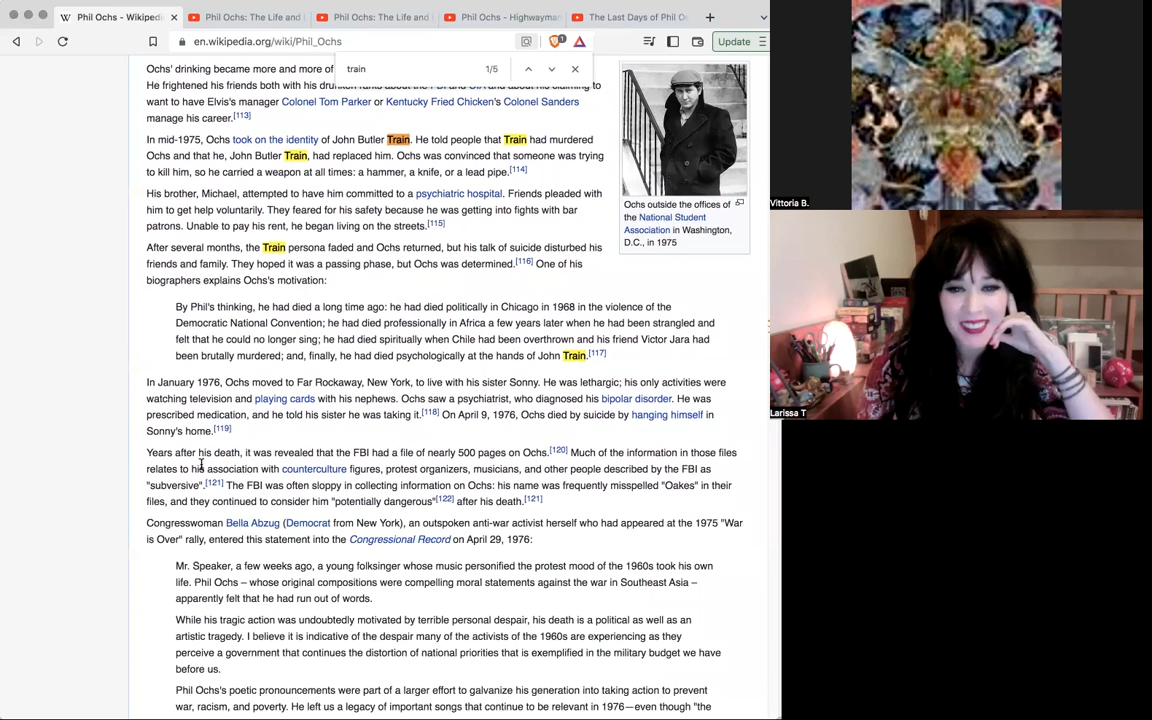 Phil Ochs - Wikipedi
Phil Ochs: The Life and
Phil Ochs: The Life and
Phil Ochs - Highwayman
The Last Days of Phil O
en.wikipedia.org/wiki/Phil_Ochs
1
Update
train
1/5
Ochs' drinking became more and more of
He frightened his friends both with his drunken rants about the FBI and CIA and about his claiming to
want to have Elvis's manager Colonel Tom Parker or Kentucky Fried Chicken's Colonel Sanders
manage his career.[113]
In mid-1975, Ochs took on the identity of John Butler Train. He told people that Train had murdered
Ochs and that he, John Butler Train, had replaced him. Ochs was convinced that someone was trying
to kill him, so he carried a weapon at all times: a hammer, a knife, or a lead pipe.[114]
His brother, Michael, attempted to have him committed to a psychiatric hospital. Friends pleaded with
him to get help voluntarily. They feared for his safety because he was getting into fights with bar
patrons. Unable to pay his rent, he began living on the streets.[115]
After several months, the Train persona faded and Ochs returned, but his talk of suicide disturbed his
friends and family. They hoped it was a passing phase, but Ochs was determined.[116] One of his
biographers explains Ochs's motivation:
Ochs outside the offices of
the National Student
Association in Washington,
D.C., in 1975
By Phil's thinking, he had died a long time ago: he had died politically in Chicago in 1968 in the violence of the
Democratic National Convention; he had died professionally in Africa a few years later when he had been strangled and
felt that he could no longer sing; he had died spiritually when Chile had been overthrown and his friend Victor Jara had
been brutally murdered; and, finally, he had died psychologically at the hands of John Train.[117]
In January 1976, Ochs moved to Far Rockaway, New York, to live with his sister Sonny. He was lethargic; his only activities were
watching television and playing cards with his nephews. Ochs saw a psychiatrist, who diagnosed his bipolar disorder. He was
prescribed medication, and he told his sister he was taking it.[118] On April 9, 1976, Ochs died by suicide by hanging himself in
Sonny's home.[119]
Years after his death, it was revealed that the FBI had a file of nearly 500 pages on Ochs.[120] Much of the information in those files
relates to his association with counterculture figures, protest organizers, musicians, and other people described by the FBI as
"subversive".[121] The FBI was often sloppy in collecting information on Ochs: his name was frequently misspelled "Oakes" in their
files, and they continued to consider him "potentially dangerous"[122] after his death.[121]
Congresswoman Bella Abzug (Democrat from New York), an outspoken anti-war activist herself who had appeared at the 1975 "War
is Over" rally, entered this statement into the Congressional Record on April 29, 1976:
Mr. Speaker, a few weeks ago, a young folksinger whose music personified the protest mood of the 1960s took his own
life. Phil Ochs – whose original compositions were compelling moral statements against the war in Southeast Asia –
apparently felt that he had run out of words.
While his tragic action was undoubtedly motivated by terrible personal despair, his death is a political as well as an
artistic tragedy. I believe it is indicative of the despair many of the activists of the 1960s are experiencing as they
perceive a government that continues the distortion of national priorities that is exemplified in the military budget we have
before us.
Phil Ochs's poetic pronouncements were part of a larger effort to galvanize his generation into taking action to prevent
war, racism, and poverty. He left us a legacy of important songs that continue to be relevant in 1976—even though "the
Vittoria B.
Larissa T